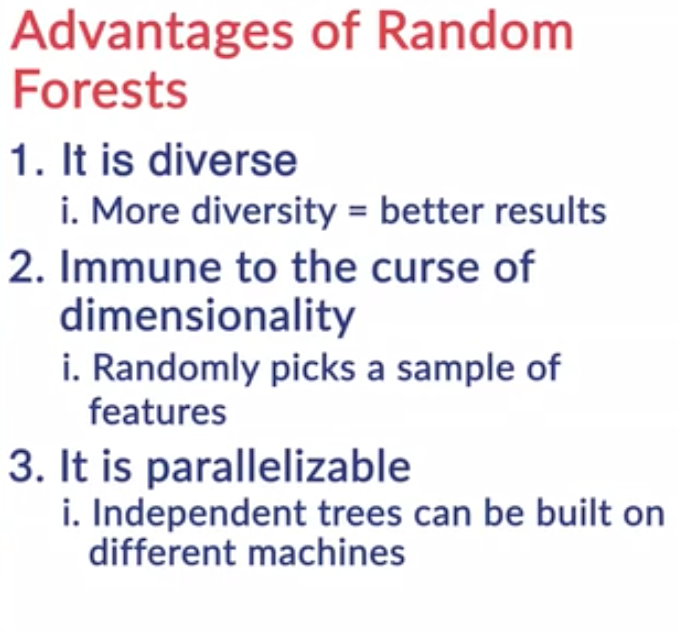 Advantages of Random
Forests
1. It is diverse
i. More diversity = better results
2. Immune to the curse of
dimensionality
i. Randomly picks a sample of
features
3. It is parallelizable
i. Independent trees can be built on
different machines